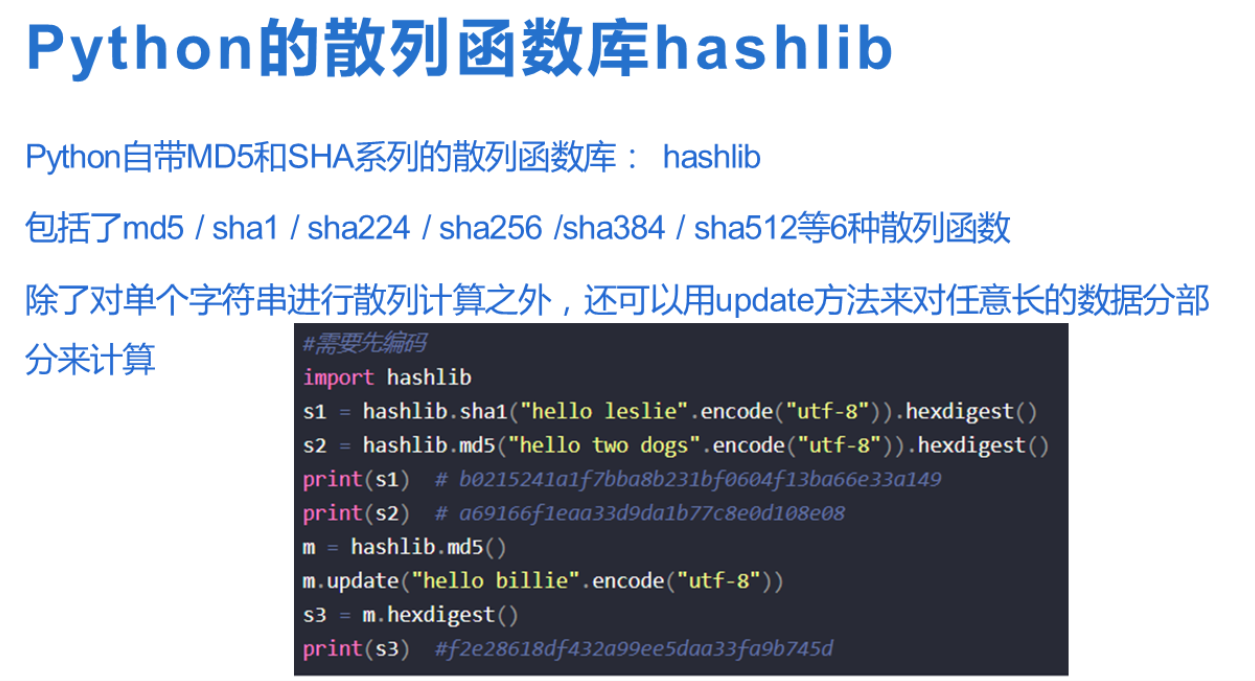 Python的散列函数库hashlib
Python自带MD5和SHA系列的散列函数库： hashlib
包括了md5 / sha1 / sha224 / sha256 /sha384 / sha512等6种散列函数
除了对单个字符串进行散列计算之外，还可以用update方法来对任意长的数据分部
分来计算
#需要先编码
import hashlib
s1 = hashlib.sha1("hello leslie".encode("utf-8")).hexdigest()
s2 = hashlib.md5("hello two dogs".encode("utf-8")).hexdigest()
print(s1)  # b0215241a1f7bba8b231bf0604f13ba66e33a149
print(s2)  # a69166f1eaa33d9da1b77c8e0d108e08
m = hashlib.md5()
m.update("hello billie".encode("utf-8"))
s3 = m.hexdigest()
print(s3)  #f2e28618df432a99ee5daa33fa9b745d